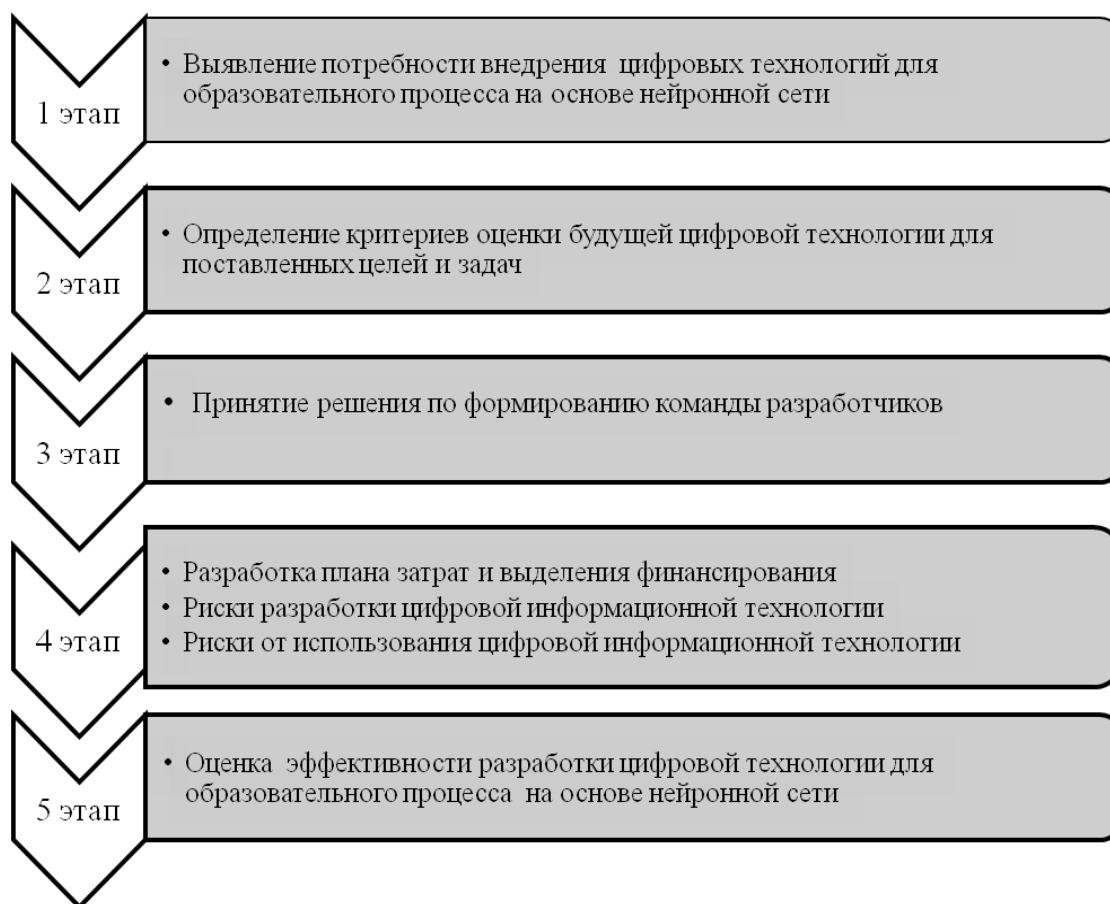 1 этап
• Выявление потребности внедрения цифровых технологий для
образовательного процесса на основе нейронной сети
2 этап
• Определение критериев оценки будущей цифровой технологии для
поставленных целей и задач
3 этап
• Принятие решения по формированию команды разработчиков
4 этап
• Разработка плана затрат и выделения финансирования
• Риски разработки цифровой информационной технологии
• Риски от использования цифровой информационной технологии
5 этап
• Оценка эффективности разработки цифровой технологии для
образовательного процесса на основе нейронной сети